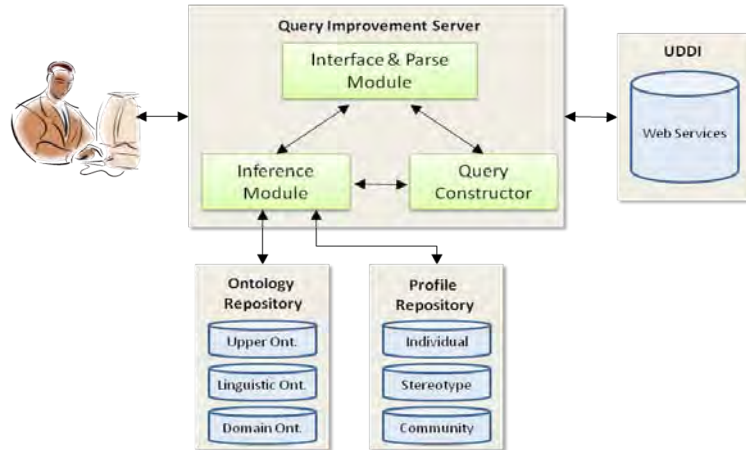 Query Improvement Server
Interface & Parse
Module
Inference
Module
Query
Constructor
UDDI
Web Services
Ontology
Repository
Upper Ont.
Linguistic Ont.
Domain Ont.
Profile
Repository
Individual
Stereotype
Community